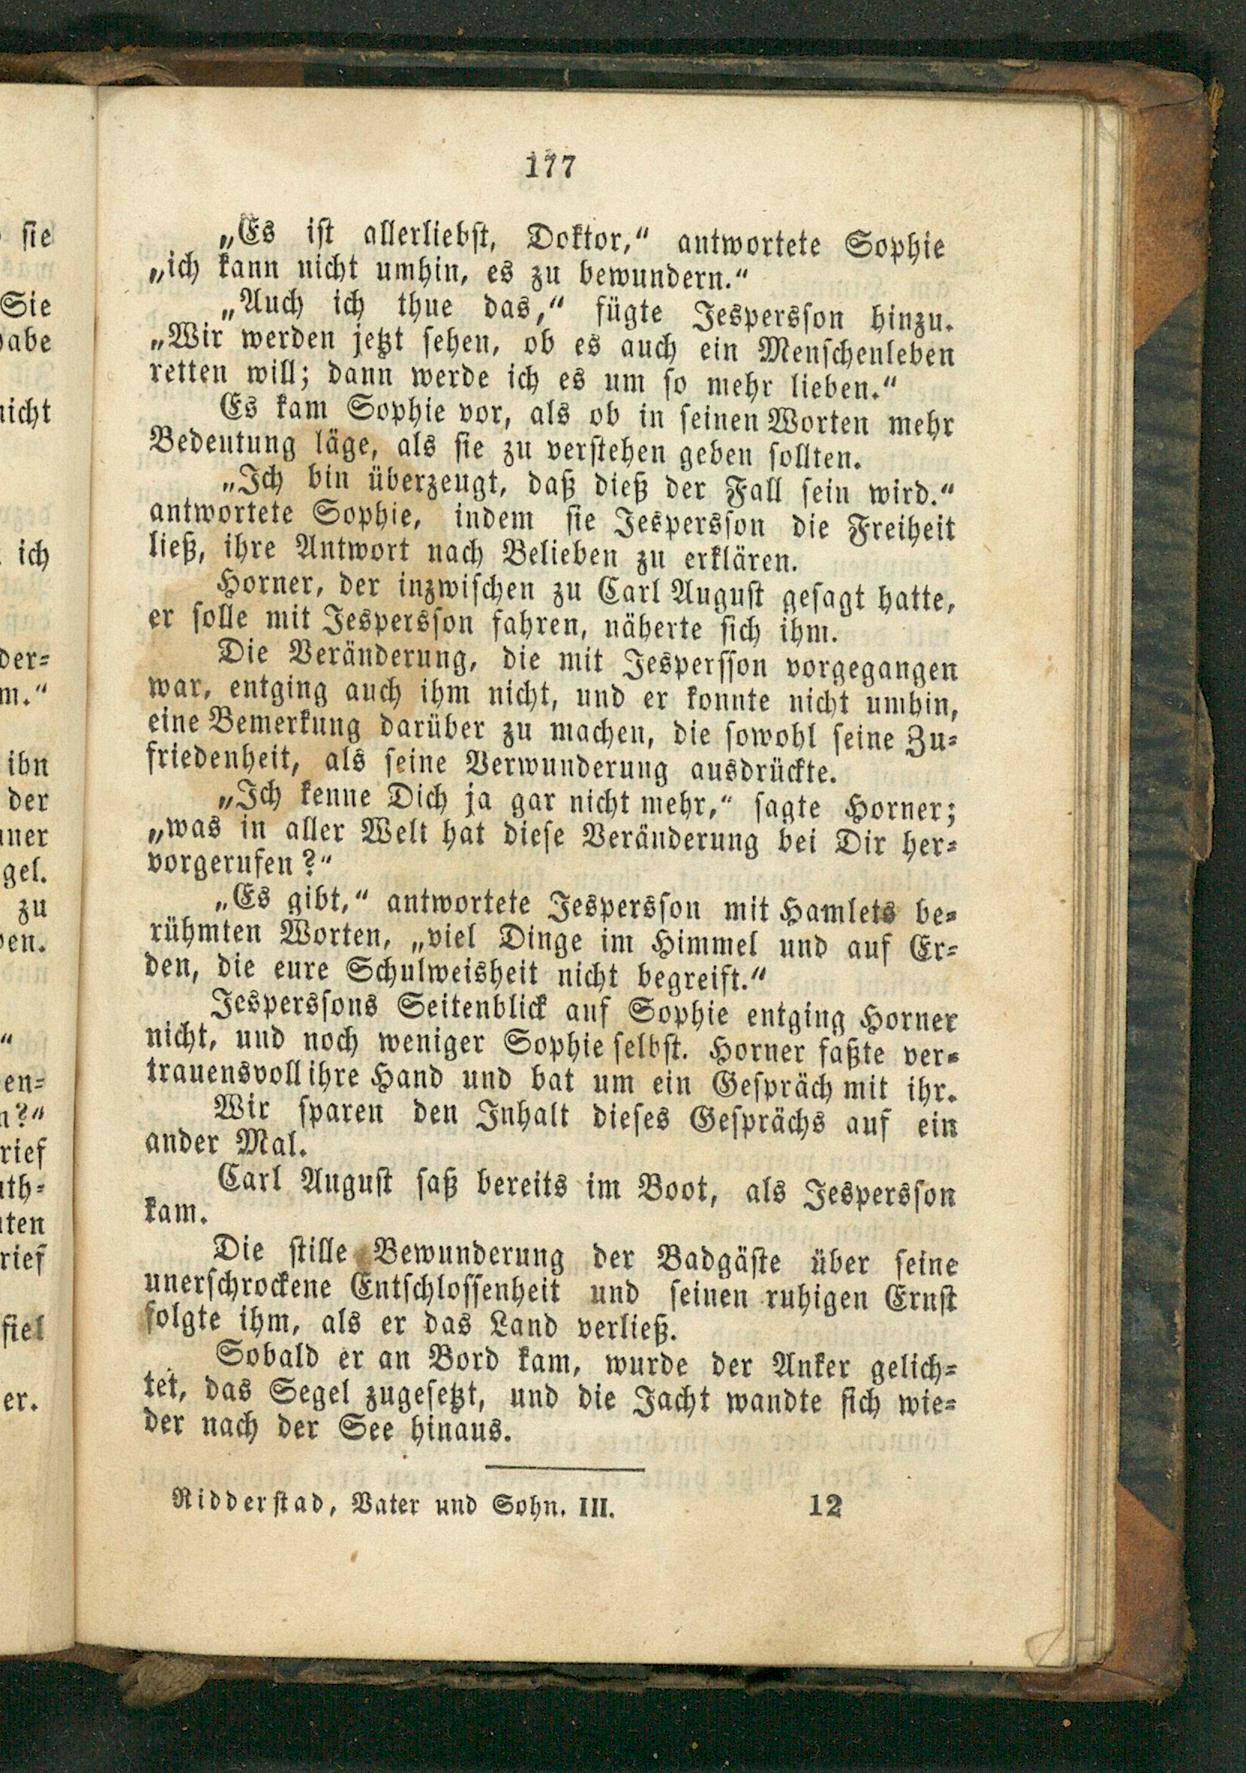 177
„Es ist allerliebst, Doktor,“ antwortete Sophie
„ich kann nicht umhin, es zu bewundern.“
„Auch ich thue das,“ fügte Jespersson hinzu.
„Wir werden jetzt sehen, ob es auch ein Menschenleben
retten will; dann werde ich es um so mehr lieben.“
Es kam Sophie vor, als ob in seinen Worten mehr
Bedeutung läge, als sie zu verstehen geben sollten.
„Ich bin überzeugt, daß dieß der Fall sein wird.“
antwortete Sophie, indem sie Jespersson die Freiheit
ließ, ihre Antwort nach Belieben zu erklären.
Horner, der inzwischen zu Carl August gesagt hatte,
er solle mit Jespersson fahren, näherte sich ihm.
Die Veränderung, die mit Jespersson vorgegangen
war, entging auch ihm nicht, und er konnte nicht umhin,
eine Bemerkung darüber zu machen, die sowohl seine Zu-
friedenheit, als seine Verwunderung ausdrückte.
„Ich kenne Dich ja gar nicht mehr,“ sagte Horner;
„was in aller Welt hat diese Veränderung bei Dir her-
vorgerufen?“
„Es gibt,“ antwortete Jespersson mit Hamlets be-
rühmten Worten, „viel Dinge im Himmel und auf Er-
den, die eure Schulweisheit nicht begreift.“
Jesperssons Seitenblick auf Sophie entging Horner
nicht, und noch weniger Sophie selbst. Horner faßte ver-
trauensvoll ihre Hand und bat um ein Gespräch mit ihr.
Wir sparen den Inhalt dieses Gesprächs auf ein
ander Mal.
Carl August saß bereits im Boot, als Jespersson
kam.
Die stille Bewunderung der Badgäste über seine
unerschrockene Entschlossenheit und seinen ruhigen Ernst
folgte ihm, als er das Land verließ.
Sobald er an Bord kam, wurde der Anker gelich-
tet, das Segel zugesetzt, und die Jacht wandte sich wie-
der nach der See hinaus.
Ridderstad, Vater und Sohn. III. 12